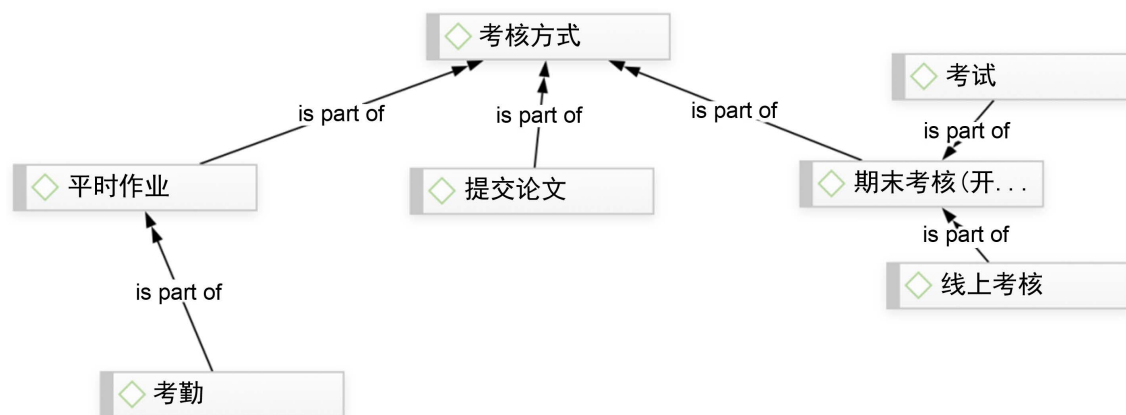 考核方式
考试
is part of
is part of
is part of
is part of
平时作业
提交论文
期末考核(开...
is part of
is part of
线上考核
考勤